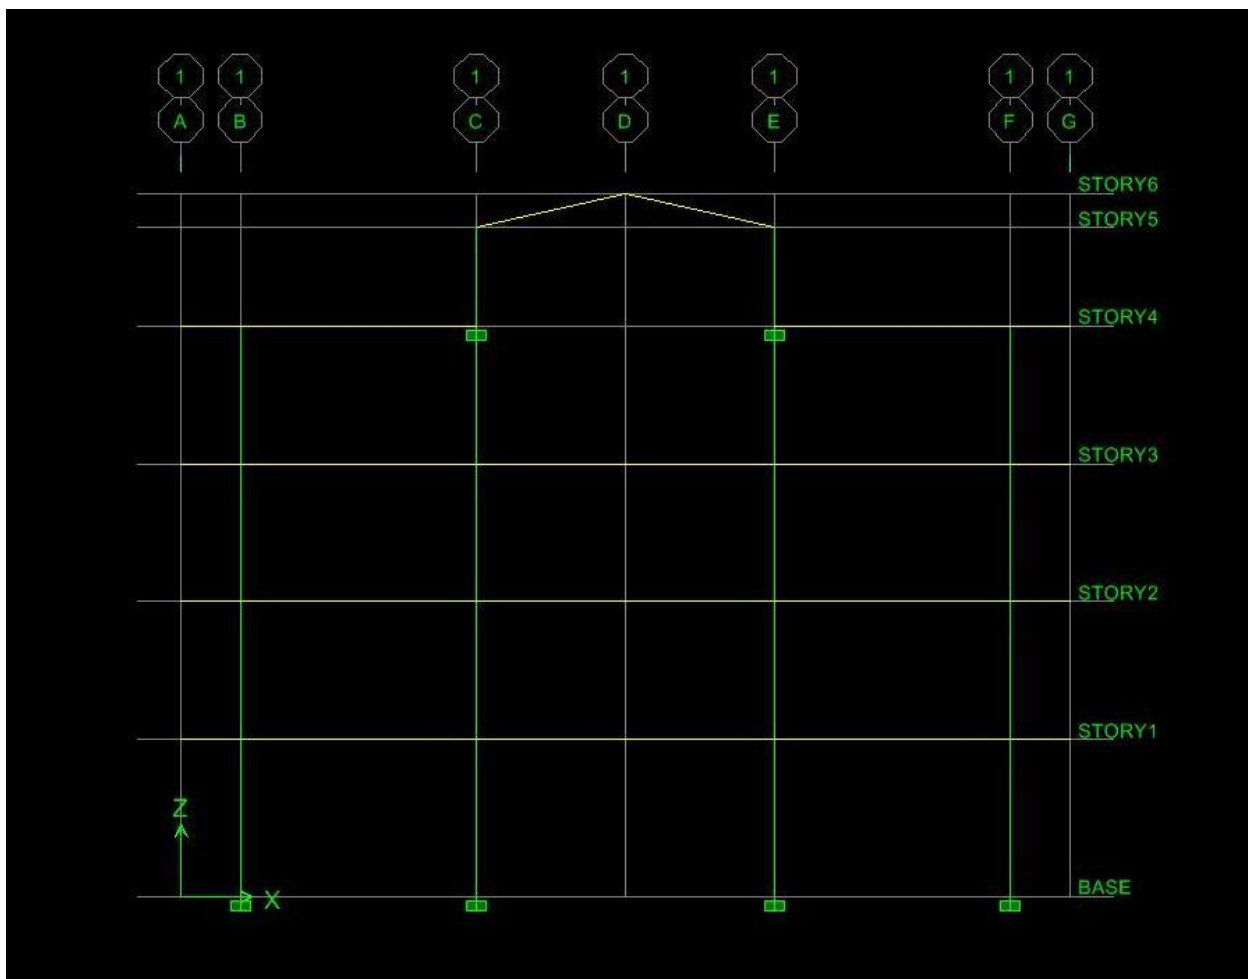 1 1 1 1 1 1 1
A B C D E F G
STORY6
STORY5
STORY4
STORY3
STORY2
STORY1
Z
BASE
X